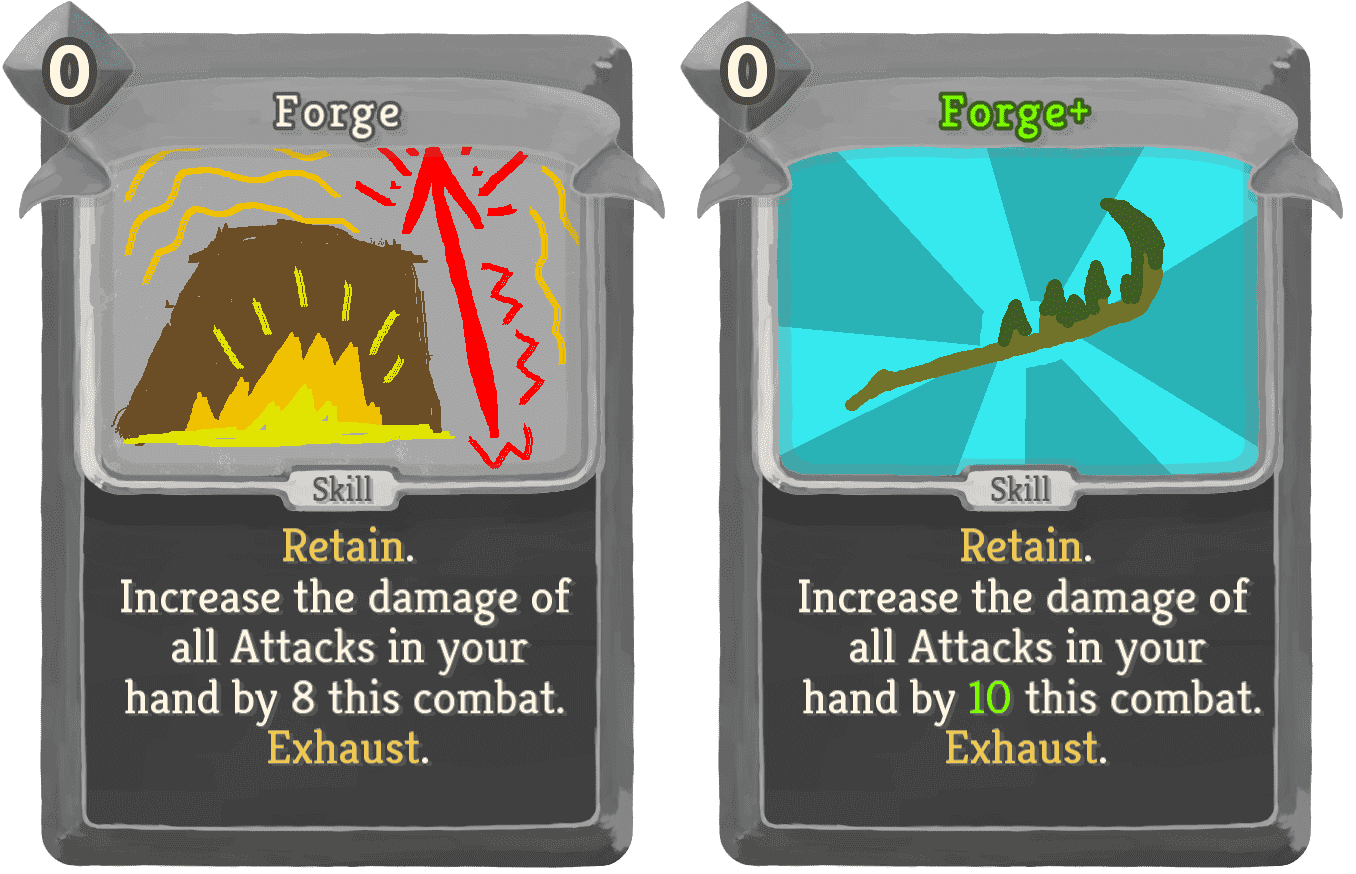 0
Forge
Skill
Retain.
Increase the damage of
all Attacks in your
hand by 8 this combat.
Exhaust.
0
Forge+
Skill
Retain.
Increase the damage of
all Attacks in your
hand by 10 this combat.
Exhaust.